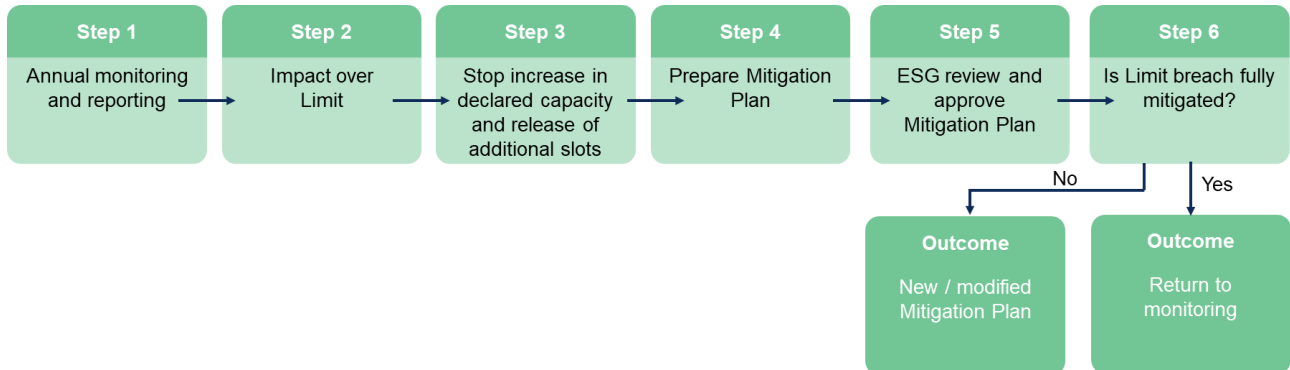 Step 1
Annual monitoring
and reporting
Step 2
Impact over
Limit
Step 3
Stop increase in
declared capacity
and release of
additional slots
Step 4
Prepare Mitigation
Plan
Step 5
ESG review and
approve
Mitigation Plan
Step 6
Is Limit breach fully
mitigated?
No
Yes
Outcome
New / modified
Mitigation Plan
Outcome
Return to
monitoring